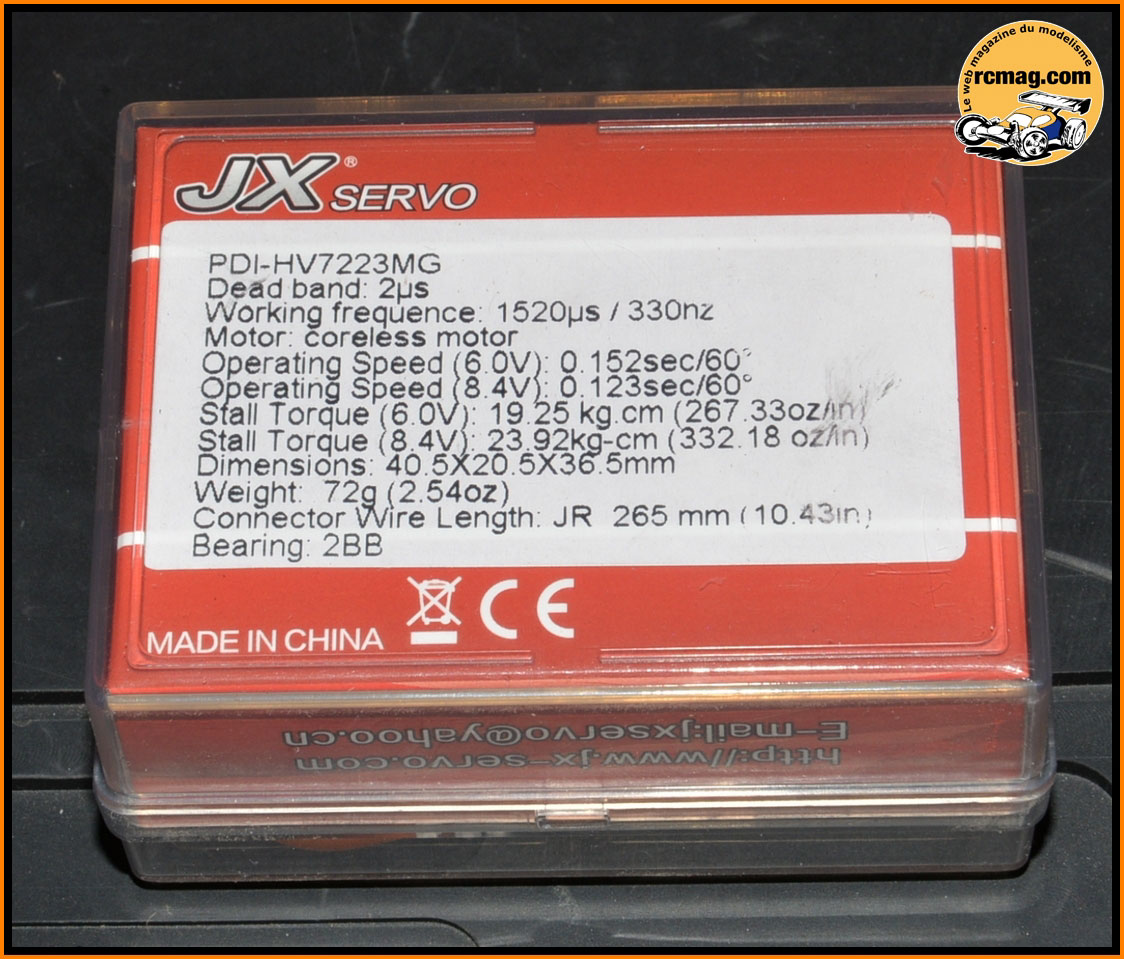 Le web magazine du modelisme
rcmag.com
JX® SERVO
PDI-HV7223MG
Dead band: 2µs
Working frequence: 1520µs / 330nz
Motor: coreless motor
Operating Speed (6.0V): 0.152sec/60°
Operating Speed (8.4V): 0.123sec/60°
Stall Torque (6.0V): 19.25 kg.cm (267.33oz/in)
Stall Torque (8.4V): 23.92kg-cm (332.18 oz/in)
Dimensions: 40.5X20.5X36.5mm
Weight: 72g (2.54oz)
Connector Wire Length: JR 265 mm (10.43in)
Bearing: 2BB
MADE IN CHINA
CE
http://www.jx-servo.com
E-mail:jxservo@yahoo.cn